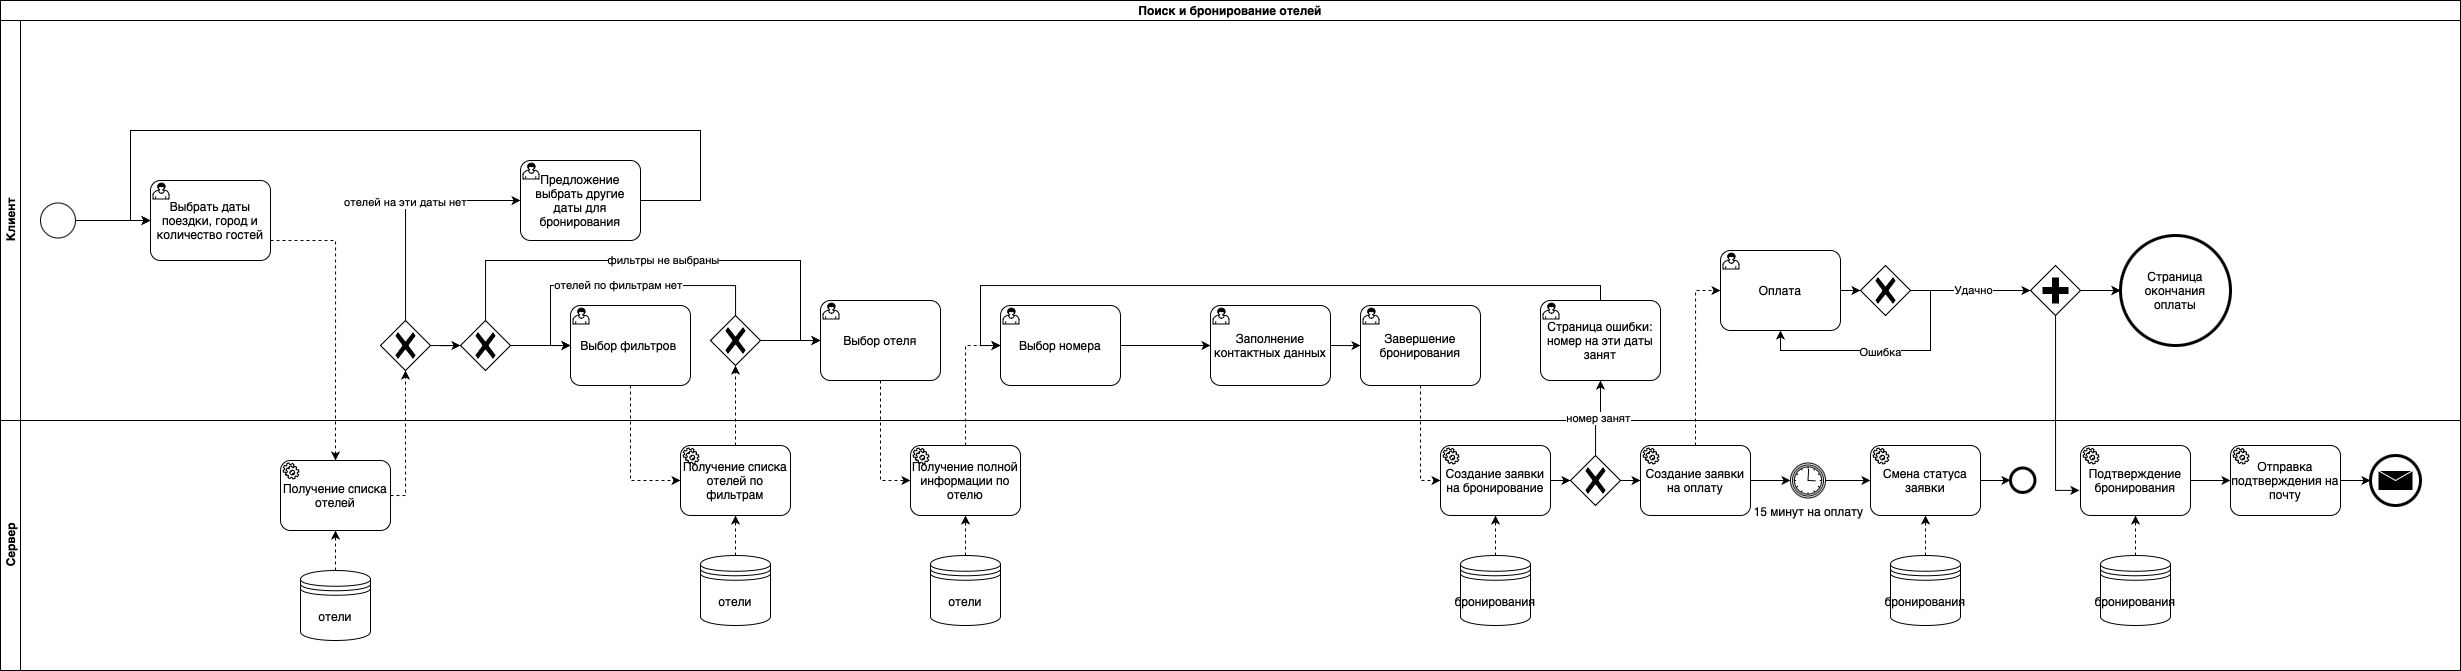 Поиск и бронирование отелей
Клиент
Выбрать даты
поездки, город и
количество гостей
отелей на эти даты нет
Предложение
выбрать другие
даты для
бронирования
фильтры не выбраны
отелей по фильтрам нет
Выбор фильтров
Выбор отеля
Выбор номера
Заполнение
контактных данных
Завершение
бронирования
Страница ошибки:
номер на эти даты
занят
Оплата
Удачно
Ошибка
Страница
окончания
оплаты
Сервер
номер занят
Получение списка
отелей
отели
Получение списка
отелей по
фильтрам
отели
Получение полной
информации по
отелю
отели
Создание заявки
на бронирование
бронирования
Создание заявки
на оплату
15 минут на оплату
Смена статуса
заявки
бронирования
Подтверждение
бронирования
бронирования
Отправка
подтверждения на
почту